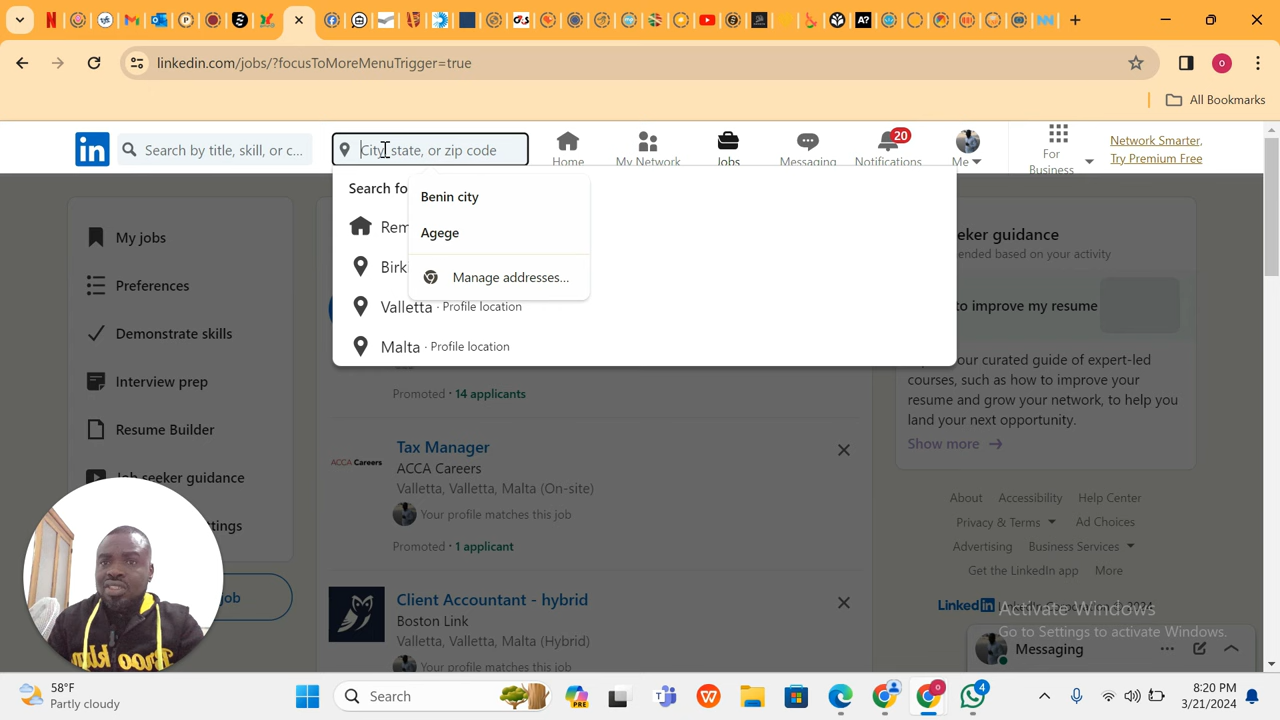 linkedin.com/jobs/?focusToMoreMenuTrigger=true
All Bookmarks
in
Search by title, skill, or c...
City, state, or zip code
Home
My Network
Jobs
Messaging
20
Notifications
Me
For
Business
Network Smarter,
Try Premium Free
Search fo
Benin city
Agege
Manage addresses...
Rem
Birk
Valletta · Profile location
Malta · Profile location
My jobs
Preferences
Demonstrate skills
Interview prep
Resume Builder
Job seeker guidance
ttings
job
Promoted · 14 applicants
ACCA Careers
Tax Manager
ACCA Careers
Valletta, Valletta, Malta (On-site)
Your profile matches this job
Promoted · 1 applicant
Client Accountant - hybrid
Boston Link
Valletta, Valletta, Malta (Hybrid)
Your profile matches this job
eker guidance
ended based on your activity
to improve my resume
our curated guide of expert-led
courses, such as how to improve your
resume and grow your network, to help you
land your next opportunity.
Show more
About Accessibility Help Center
Privacy & Terms Ad Choices
Advertising Business Services
Get the LinkedIn app More
LinkedIn
Activate Windows
Go to Settings to activate Windows.
Messaging
Brooklyn
58°F
Partly cloudy
Search
PRE
0
4
8:20 PM
3/21/2024